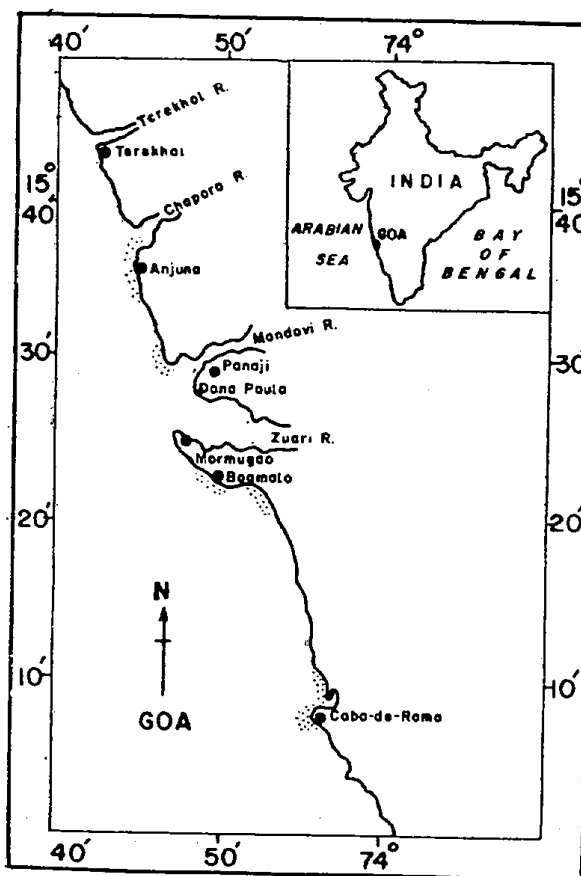 40′ 50′ 74°
Terekhol R.
Terekhol
15°
40′
Chapora R.
Anjuna
30′
Mandovi R.
Panaji
Dona Paula
Zuari R.
Mormugao
Bogmalo
20′
N
GOA
10′
Cabo-de-Rama
INDIA
ARABIAN
SEA
GOA
BAY
OF
BENGAL
15°
40′
30′
20′
10′
40′ 50′ 74°